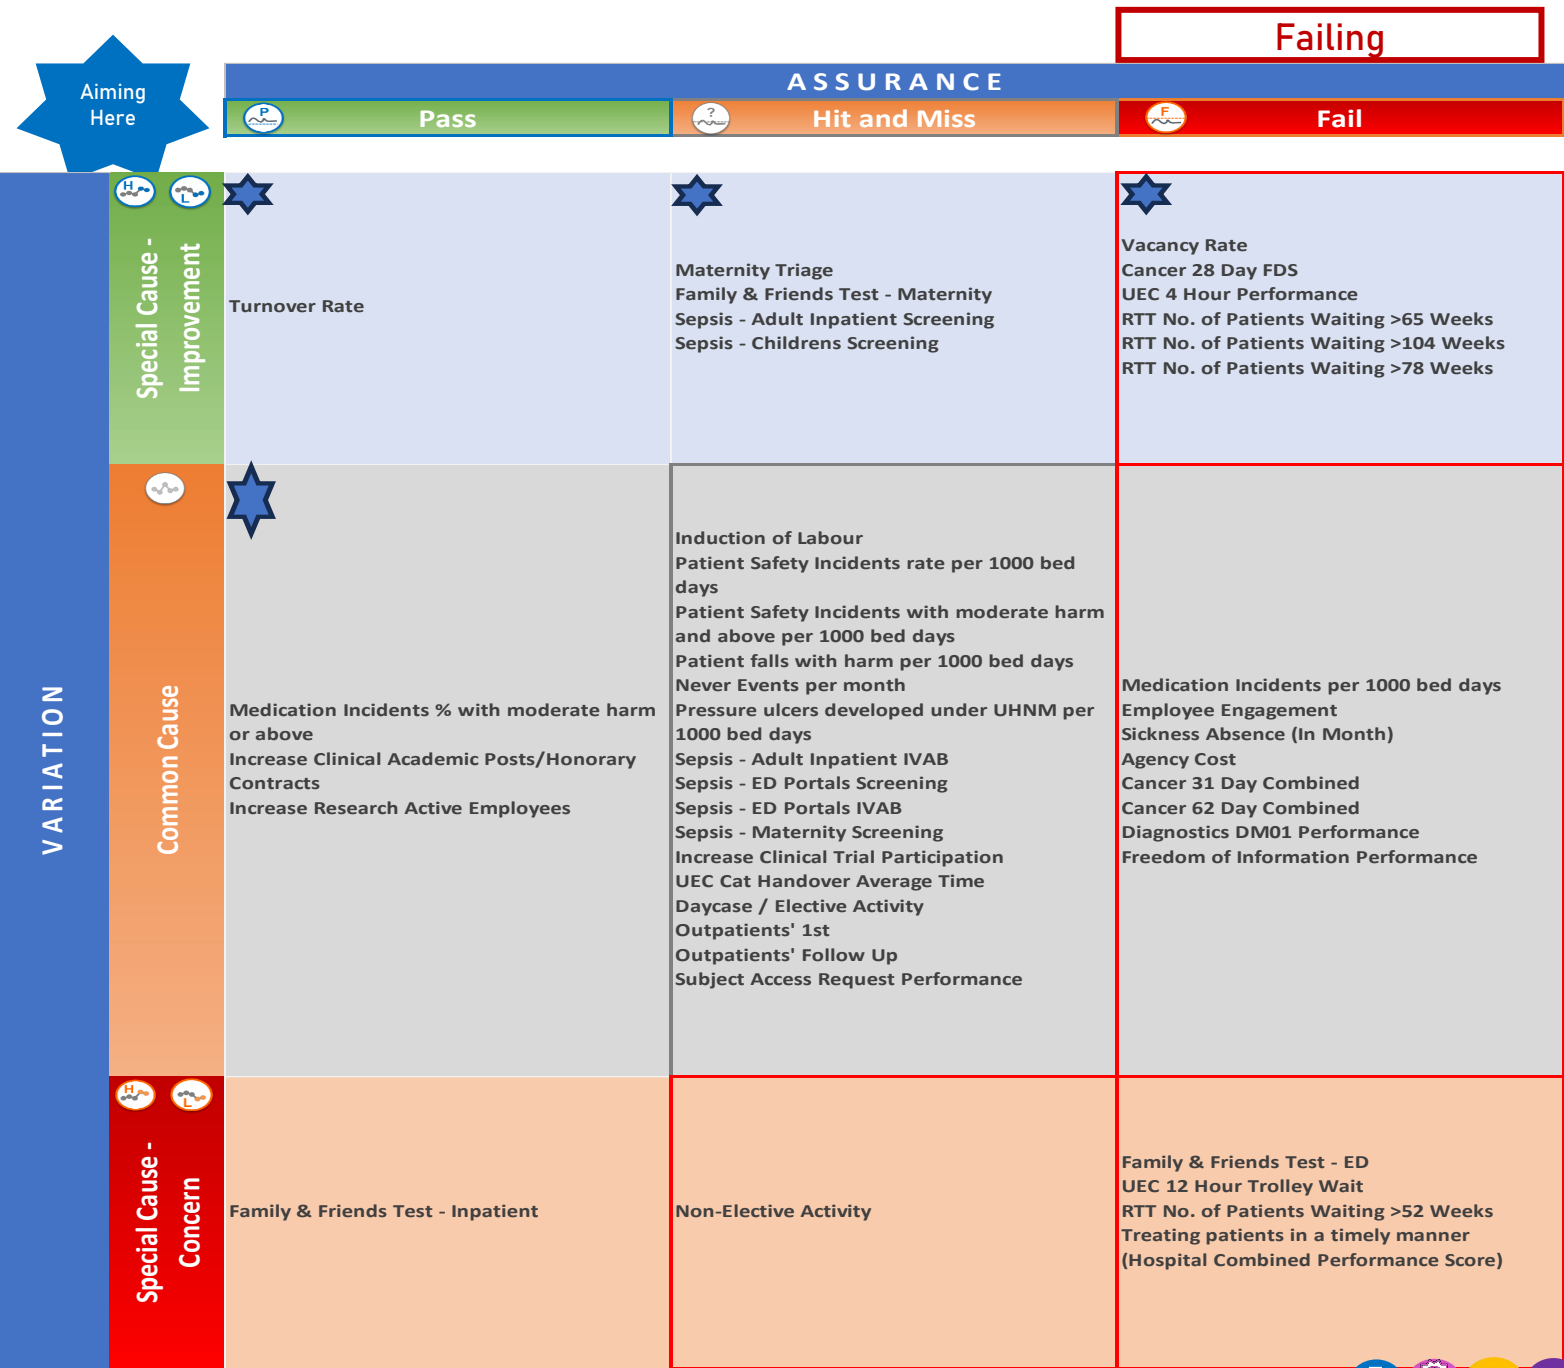 Failing
Aiming
Here
ASSURANCE
P
Pass
?
Hit and Miss
F
Fail
VARIATION
H
L
Special Cause -
Improvement
Turnover Rate
Maternity Triage
Family & Friends Test - Maternity
Sepsis - Adult Inpatient Screening
Sepsis - Childrens Screening
Vacancy Rate
Cancer 28 Day FDS
UEC 4 Hour Performance
RTT No. of Patients Waiting >65 Weeks
RTT No. of Patients Waiting >104 Weeks
RTT No. of Patients Waiting >78 Weeks
Common Cause
Medication Incidents % with moderate harm
or above
Increase Clinical Academic Posts/Honorary
Contracts
Increase Research Active Employees
Induction of Labour
Patient Safety Incidents rate per 1000 bed
days
Patient Safety Incidents with moderate harm
and above per 1000 bed days
Patient falls with harm per 1000 bed days
Never Events per month
Pressure ulcers developed under UHNM per
1000 bed days
Sepsis - Adult Inpatient IVAB
Sepsis - ED Portals Screening
Sepsis - ED Portals IVAB
Sepsis - Maternity Screening
Increase Clinical Trial Participation
UEC Cat Handover Average Time
Daycase / Elective Activity
Outpatients' 1st
Outpatients' Follow Up
Subject Access Request Performance
Medication Incidents per 1000 bed days
Employee Engagement
Sickness Absence (In Month)
Agency Cost
Cancer 31 Day Combined
Cancer 62 Day Combined
Diagnostics DM01 Performance
Freedom of Information Performance
H
L
Special Cause -
Concern
Family & Friends Test - Inpatient
Non-Elective Activity
Family & Friends Test - ED
UEC 12 Hour Trolley Wait
RTT No. of Patients Waiting >52 Weeks
Treating patients in a timely manner
(Hospital Combined Performance Score)